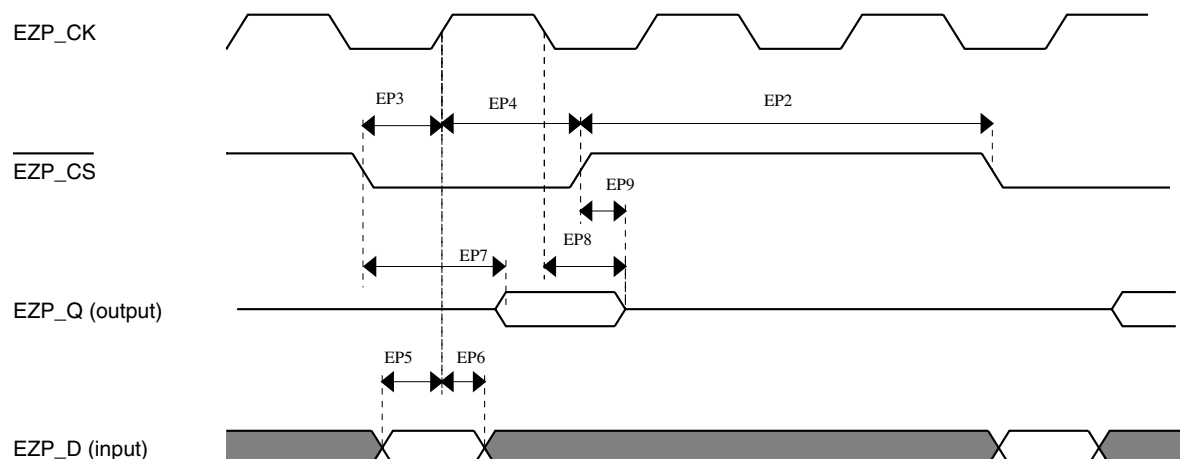 EZP_CK
EP3
EP4
EP2
EZP_CS
EP9
EP8
EP7
EZP_Q (output)
EP5
EP6
EZP_D (input)